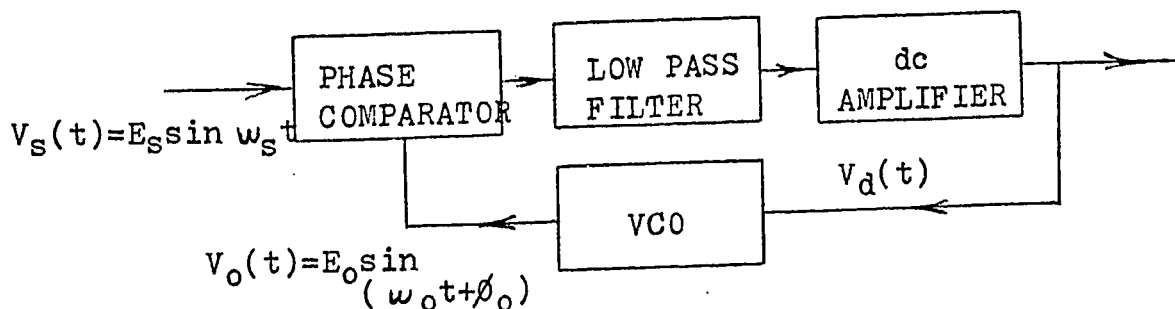 PHASE
COMPARATOR
LOW PASS
FILTER
dc
AMPLIFIER
V_s(t)=E_s sin ω_s t
V_d(t)
VCO
V_o(t)=E_o sin
(ω_o t+ϕ_o)